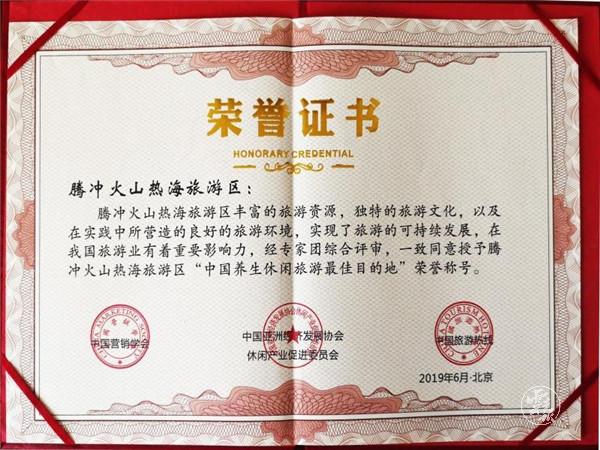 荣誉证书
HONORARY CREDENTIAL
腾冲火山热海旅游区：
腾冲火山热海旅游区丰富的旅游资源，独特的旅游文化，以及
在实践中所营造的良好的旅游环境，实现了旅游的可持续发展，在
我国旅游业有着重要影响力，经专家团综合评审，一致同意授予腾
冲火山热海旅游区“中国养生休闲旅游最佳目的地”荣誉称号。
中国营销学会
中国亚洲经济发展协会
休闲产业促进委员会
中国旅游热线
2019年6月·北京